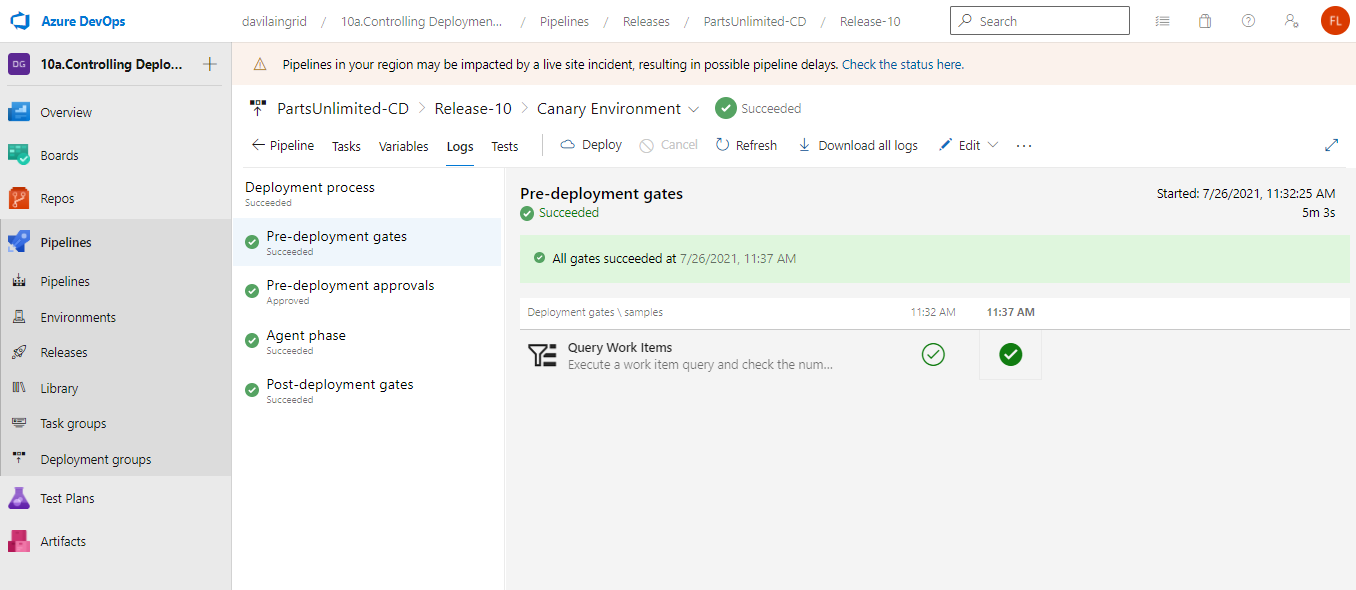 Azure DevOps
davilaingrid / 10a.Controlling Deploymen... / Pipelines / Releases / PartsUnlimited-CD / Release-10
Search
FL
DG 10a.Controlling Deplo...
Overview
Boards
Repos
Pipelines
Pipelines
Environments
Releases
Library
Task groups
Deployment groups
Test Plans
Artifacts
Pipelines in your region may be impacted by a live site incident, resulting in possible pipeline delays. Check the status here.
PartsUnlimited-CD > Release-10 > Canary Environment Succeeded
Pipeline Tasks Variables Logs Tests Deploy Cancel Refresh Download all logs Edit ...
Deployment process
Succeeded
Pre-deployment gates
Succeeded
Pre-deployment approvals
Approved
Agent phase
Succeeded
Post-deployment gates
Succeeded
Pre-deployment gates
Succeeded
Started: 7/26/2021, 11:32:25 AM
5m 3s
All gates succeeded at 7/26/2021, 11:37 AM
Deployment gates \ samples 11:32 AM 11:37 AM
Query Work Items
Execute a work item query and check the num...